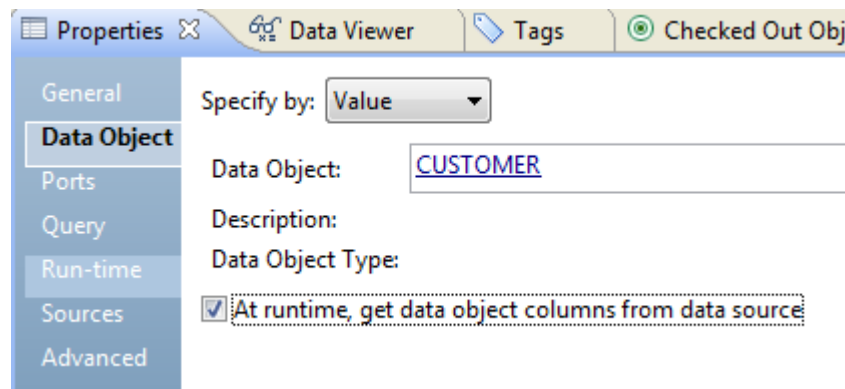 Properties Data Viewer Tags Checked Out Obj
General
Specify by: Value
Data Object
Data Object: CUSTOMER
Ports
Query
Description:
Run-time
Data Object Type:
Sources
At runtime, get data object columns from data source
Advanced